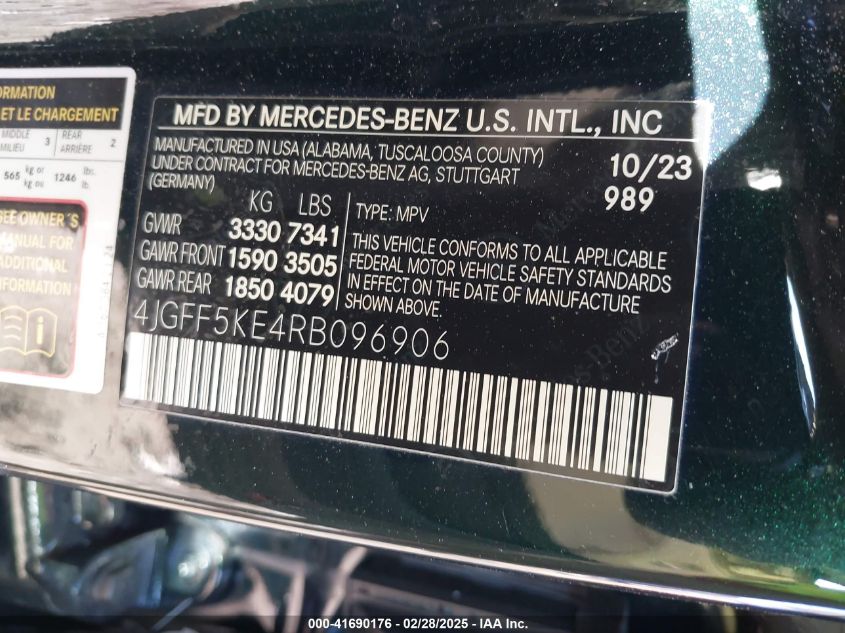 ORMATION
ET LE CHARGEMENT
MIDDLE 3 REAR 2
MILIEU ARRIÈRE
565 kg or 1246 lbs.
kg ou lb.
SEE OWNER'S
MANUAL FOR
ADDITIONAL
INFORMATION
MFD BY MERCEDES-BENZ U.S. INTL., INC
MANUFACTURED IN USA (ALABAMA, TUSCALOOSA COUNTY)
UNDER CONTRACT FOR MERCEDES-BENZ AG, STUTTGART
(GERMANY)
10/23
989
KG LBS
GVWR 3330 7341
GAWR FRONT 1590 3505
GAWR REAR 1850 4079
TYPE: MPV
THIS VEHICLE CONFORMS TO ALL APPLICABLE
FEDERAL MOTOR VEHICLE SAFETY STANDARDS
IN EFFECT ON THE DATE OF MANUFACTURE
SHOWN ABOVE.
4JGFF5KE4RB096906
000-41690176 - 02/28/2025 - IAA Inc.